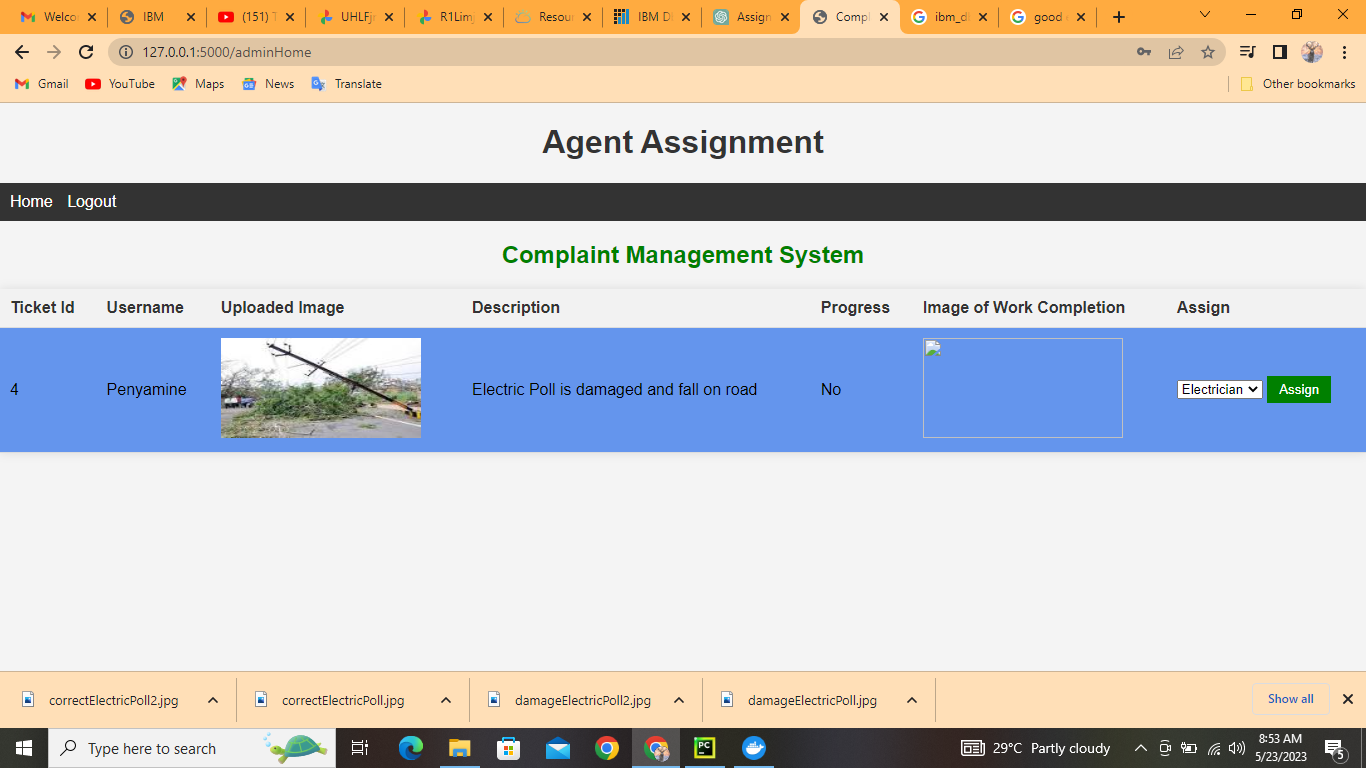 Welco IBM (151) T UHLFj R1Lim Resou IBM D Assign Compl ibm_d good
127.0.0.1:5000/adminHome
Gmail YouTube Maps News Translate Other bookmarks
Agent Assignment
Home Logout
Complaint Management System
Ticket Id Username Uploaded Image Description Progress Image of Work Completion Assign
4 Penyamine Electric Poll is damaged and fall on road No Electrician Assign
correctElectricPoll2.jpg correctElectricPoll.jpg damageElectricPoll2.jpg damageElectricPoll.jpg Show all
Type here to search PC 29°C Partly cloudy 8:53 AM
5/23/2023 5